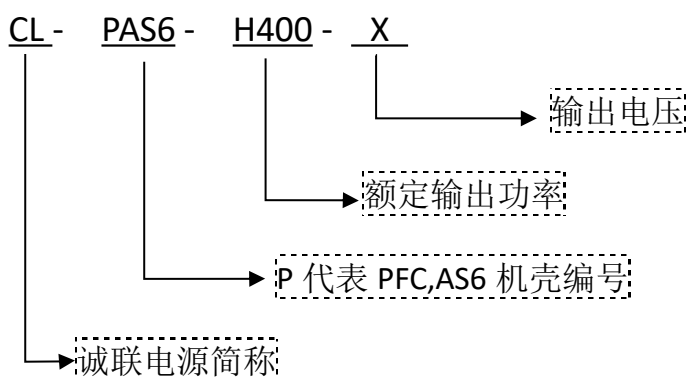 CL - PAS6 - H400 - X
输出电压
额定输出功率
P 代表 PFC,AS6 机壳编号
诚联电源简称